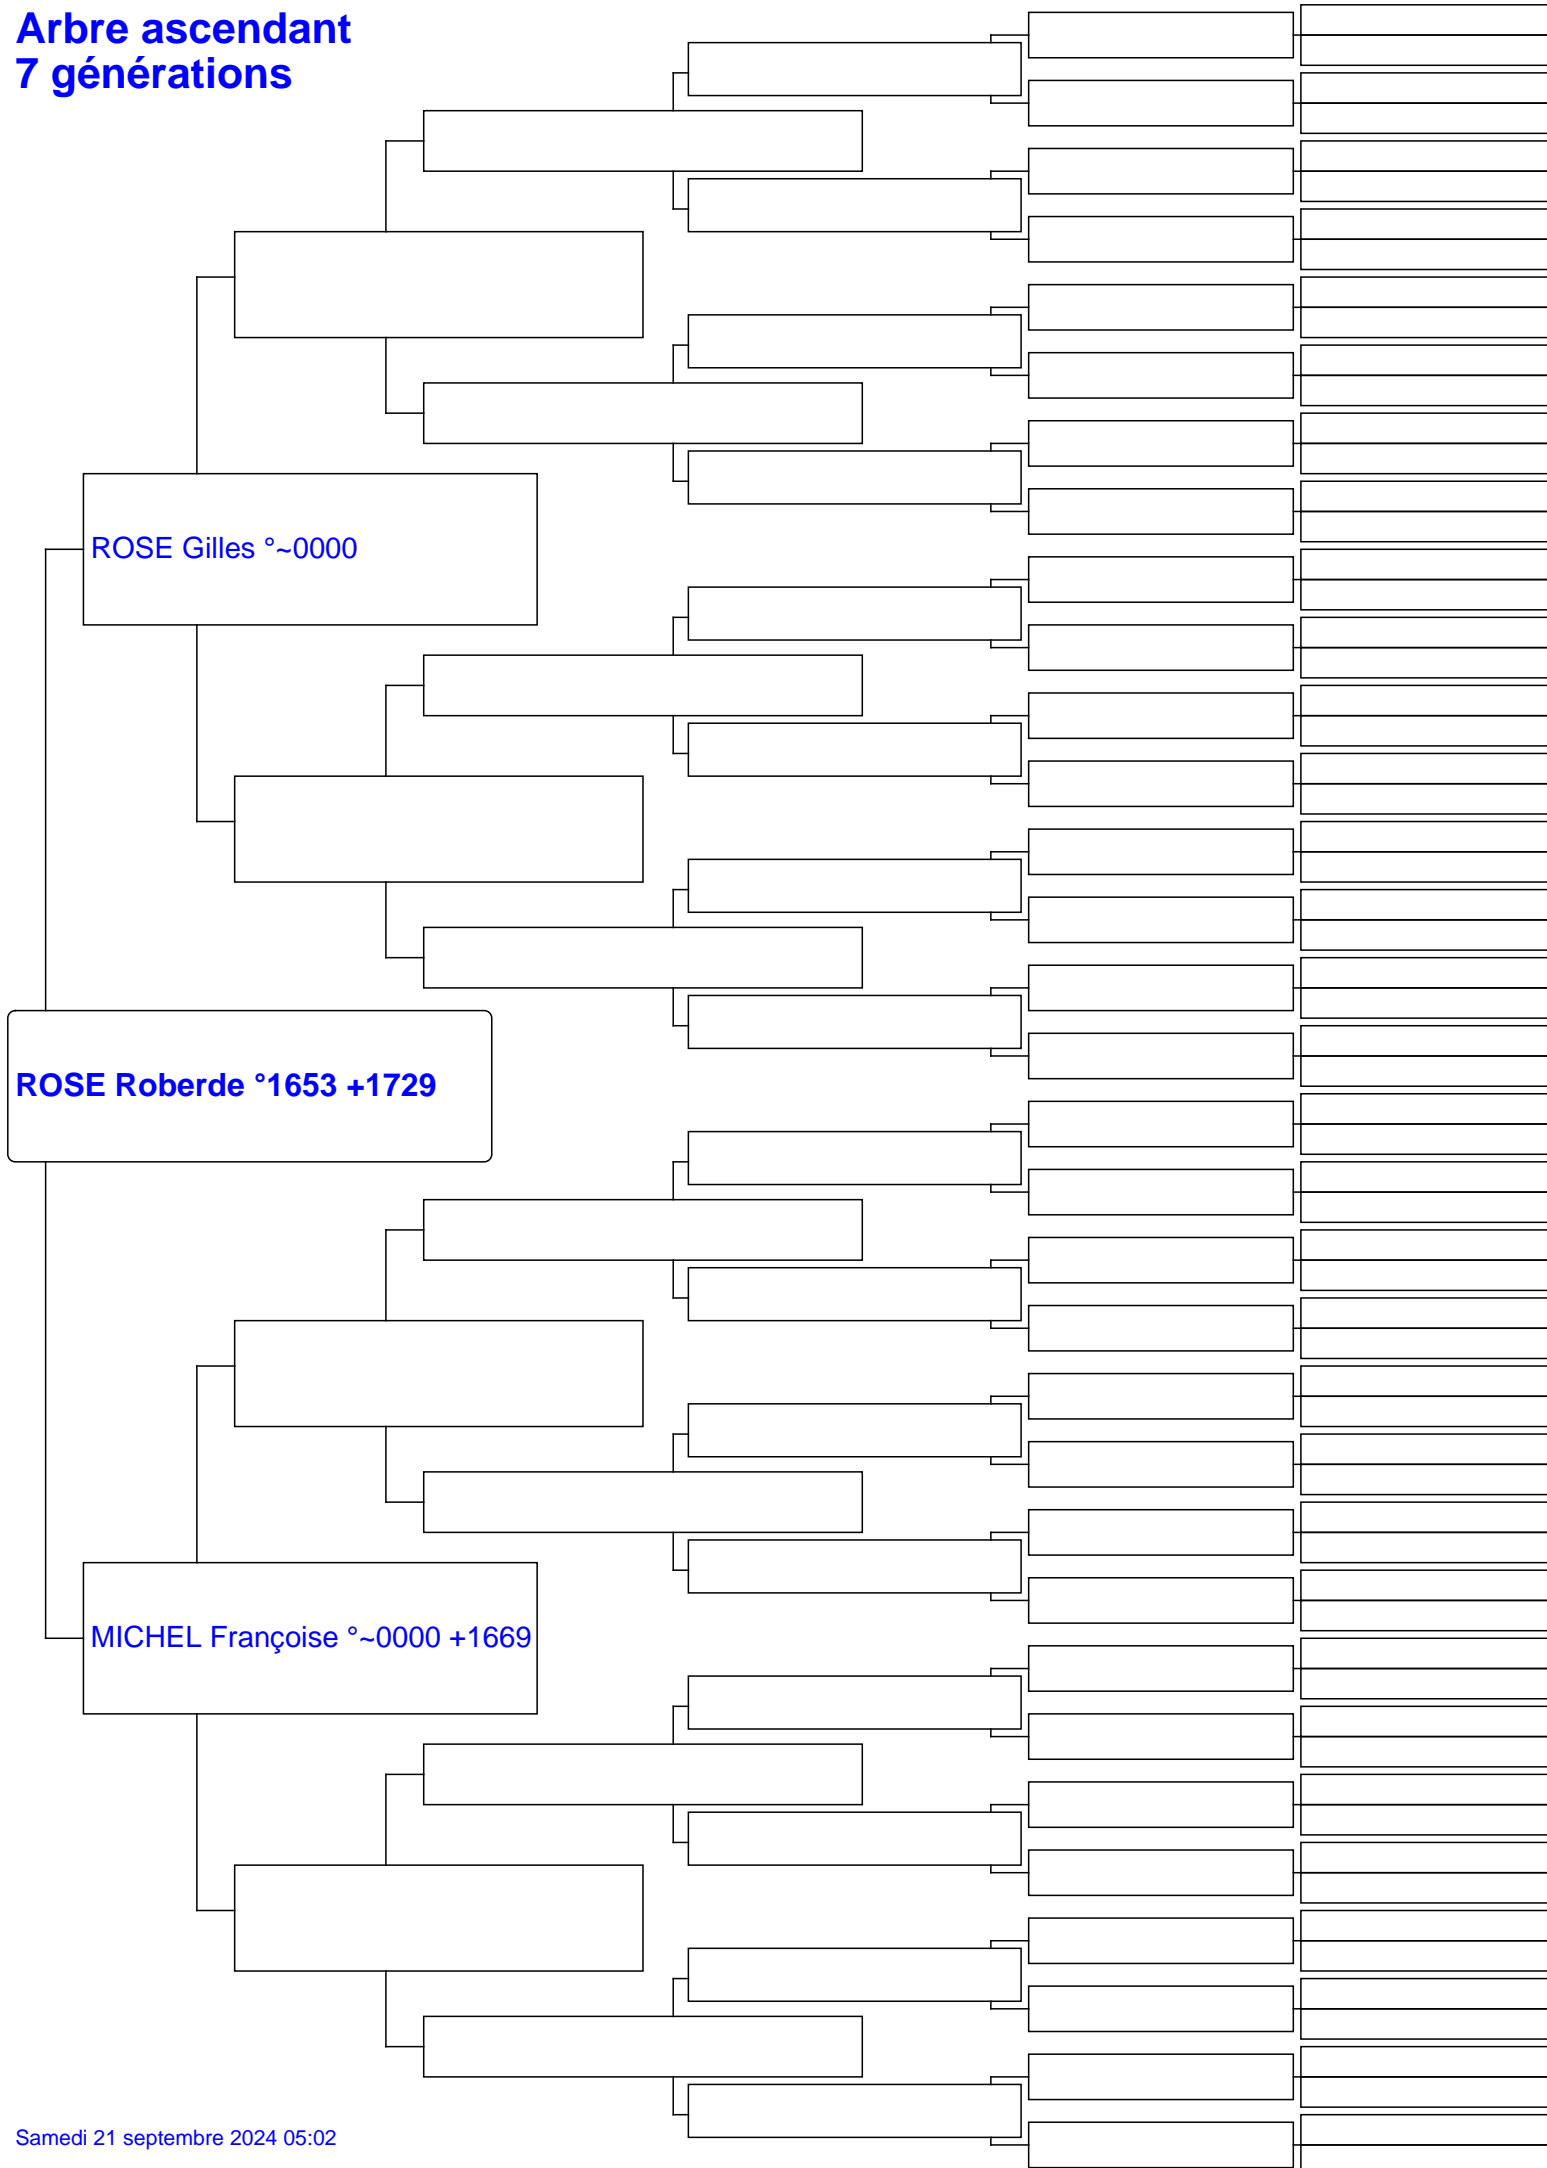 Arbre ascendant
7 générations
ROSE Gilles °~0000
ROSE Roberde °1653 +1729
MICHEL Françoise °~0000 +1669
Samedi 21 septembre 2024 05:02